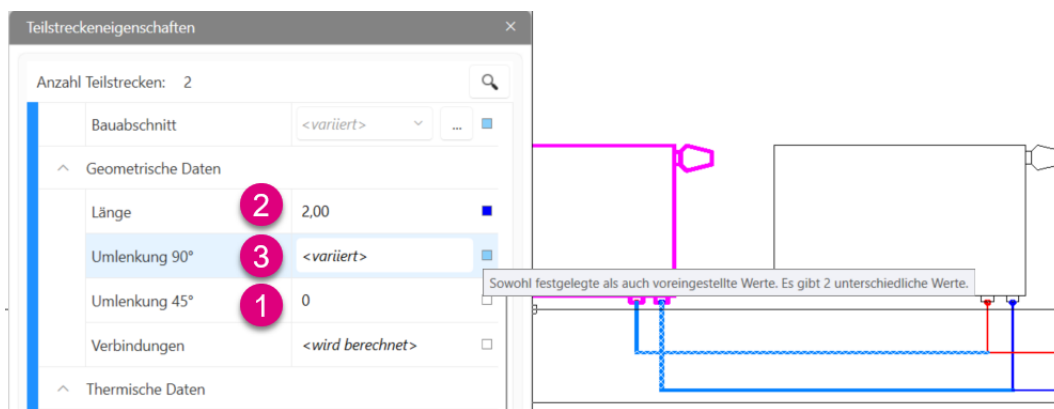 Teilstreckeneigenschaften ×
Anzahl Teilstrecken: 2
Bauabschnitt <variiert> ...
Geometrische Daten
Länge 2 2,00
Umlenkung 90° 3 <variiert>
Sowohl festgelegte als auch voreingestellte Werte. Es gibt 2 unterschiedliche Werte.
Umlenkung 45° 1 0
Verbindungen <wird berechnet>
Thermische Daten